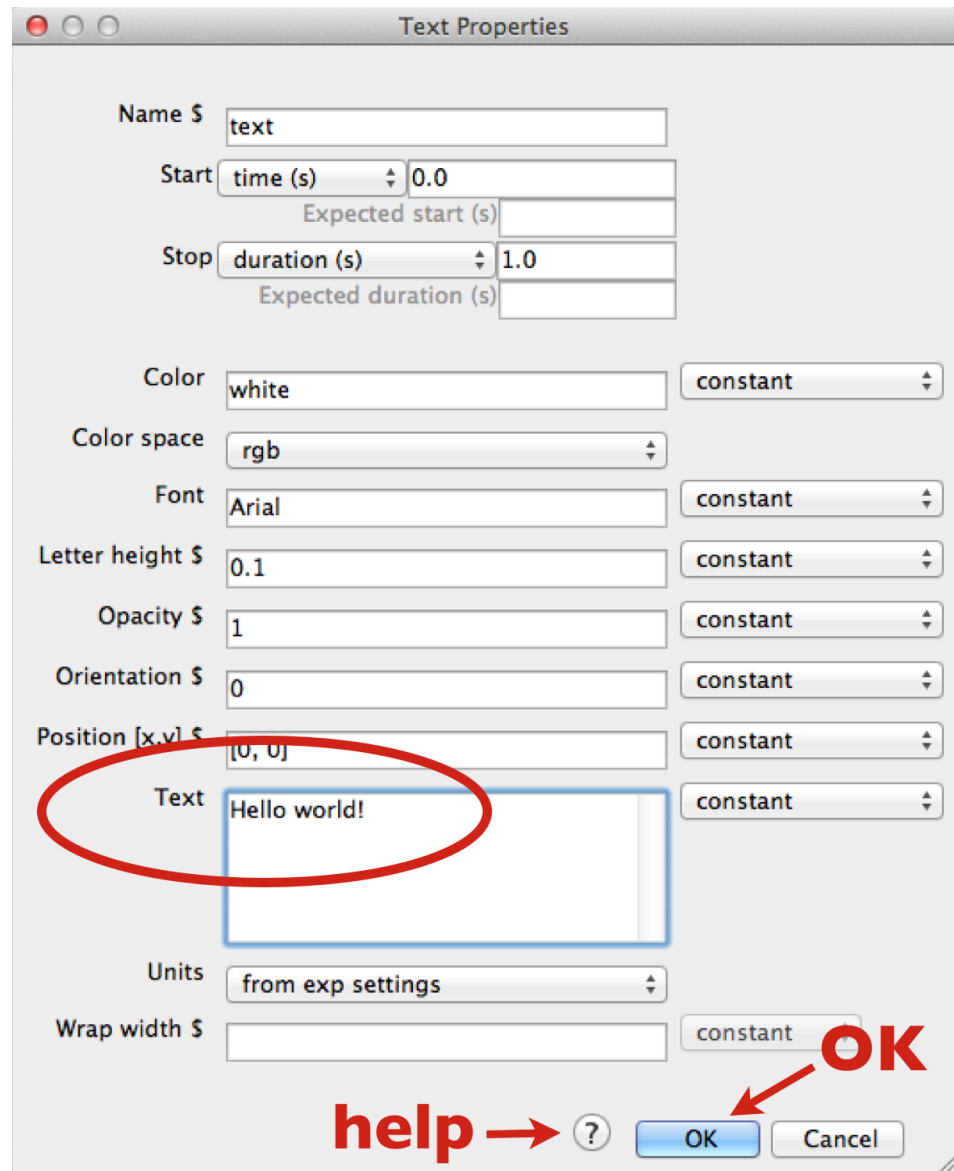 Text Properties
Name $ text
Start time (s) 0.0
Expected start (s)
Stop duration (s) 1.0
Expected duration (s)
Color white constant
Color space rgb
Font Arial constant
Letter height $ 0.1 constant
Opacity $ 1 constant
Orientation $ 0 constant
Position [x,y] $ [0, 0] constant
Text Hello world! constant
Units from exp settings
Wrap width $ constant
OK
help ? OK Cancel